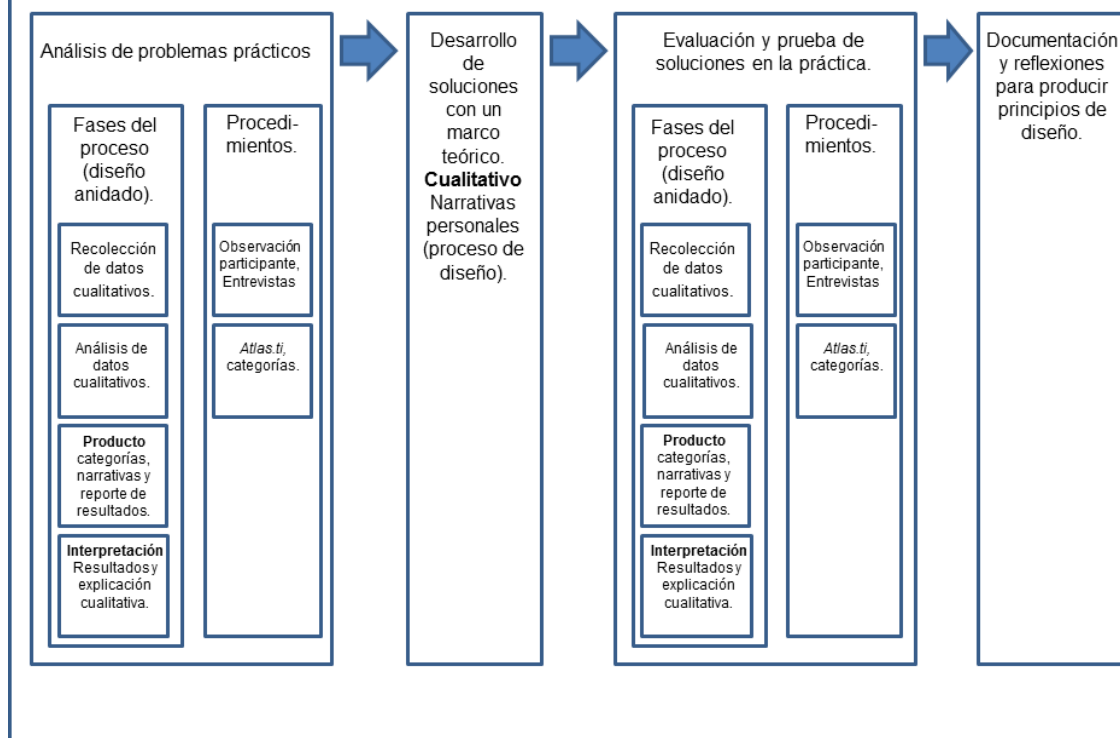 Análisis de problemas prácticos
Fases del
proceso
(diseño
anidado).
Recolección
de datos
cualitativos.
Análisis de
datos
cualitativos.
Producto
categorías,
narrativas y
reporte de
resultados.
Interpretación
Resultados y
explicación
cualitativa.
Procedi-
mientos.
Observación
participante,
Entrevistas
Atlas.ti,
categorías.
Desarrollo
de
soluciones
con un
marco
teórico.
Cualitativo
Narrativas
personales
(proceso de
diseño).
Evaluación y prueba de
soluciones en la práctica.
Fases del
proceso
(diseño
anidado).
Recolección
de datos
cualitativos.
Análisis de
datos
cualitativos.
Producto
categorías,
narrativas y
reporte de
resultados.
Interpretación
Resultados y
explicación
cualitativa.
Procedi-
mientos.
Observación
participante,
Entrevistas
Atlas.ti,
categorías.
Documentación
y reflexiones
para producir
principios de
diseño.